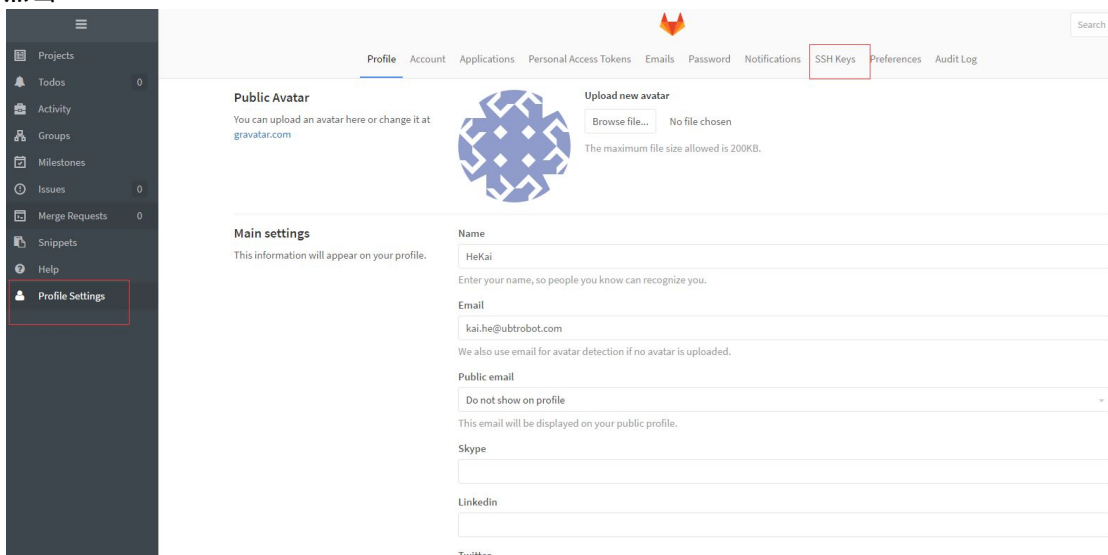 Search
Profile Account Applications Personal Access Tokens Emails Password Notifications SSH Keys Preferences Audit Log
Projects
Todos 0
Activity
Groups
Milestones
Issues 0
Merge Requests 0
Snippets
Help
Profile Settings
Public Avatar
You can upload an avatar here or change it at
gravatar.com
Upload new avatar
Browse file... No file chosen
The maximum file size allowed is 200KB.
Main settings
This information will appear on your profile.
Name
HeKai
Enter your name, so people you know can recognize you.
Email
kai.he@ubtrobot.com
We also use email for avatar detection if no avatar is uploaded.
Public email
Do not show on profile
This email will be displayed on your public profile.
Skype
Linkedin
Twitter